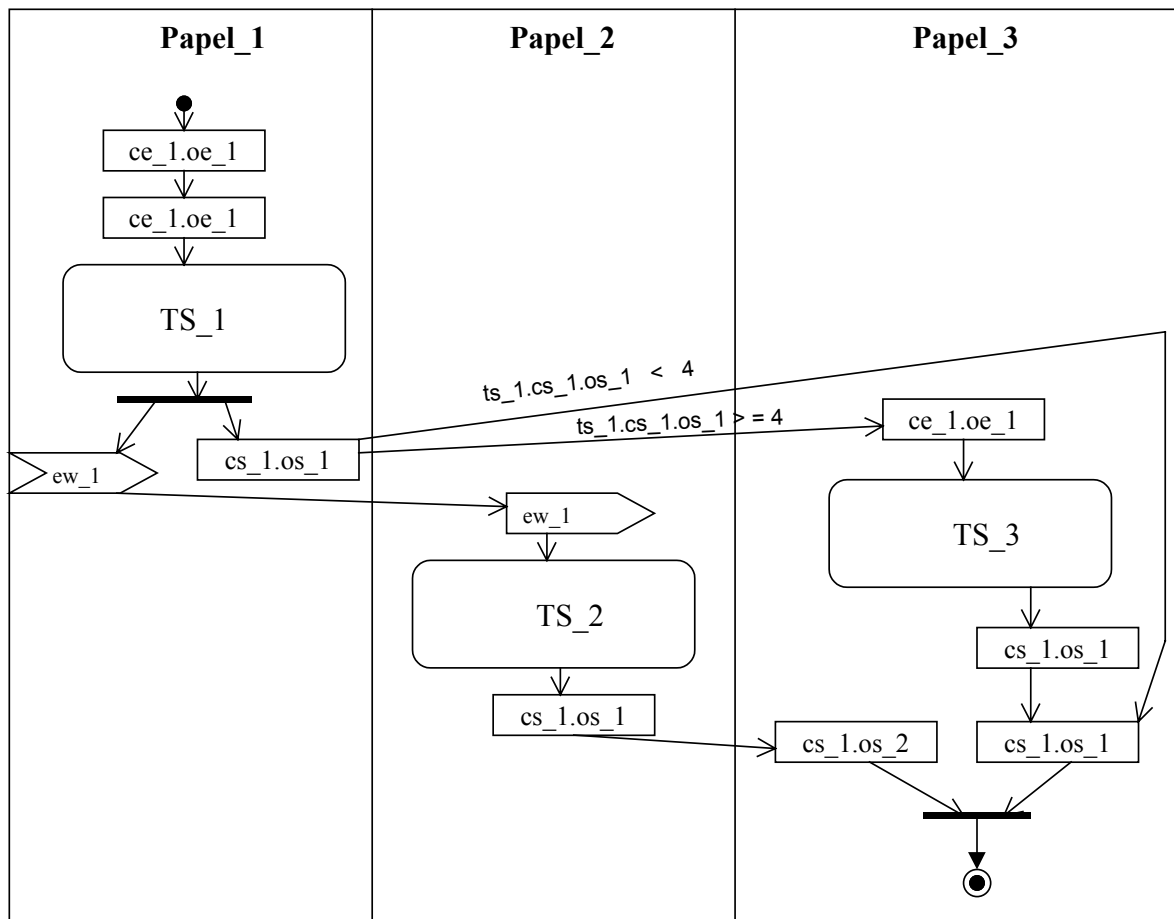 Papel_1
Papel_2
Papel_3
ce_1.oe_1
ce_1.oe_1
TS_1
ts_1.cs_1.os_1 < 4
ts_1.cs_1.os_1 > = 4
ce_1.oe_1
cs_1.os_1
ew_1
ew_1
TS_3
TS_2
cs_1.os_1
cs_1.os_1
cs_1.os_2
cs_1.os_1